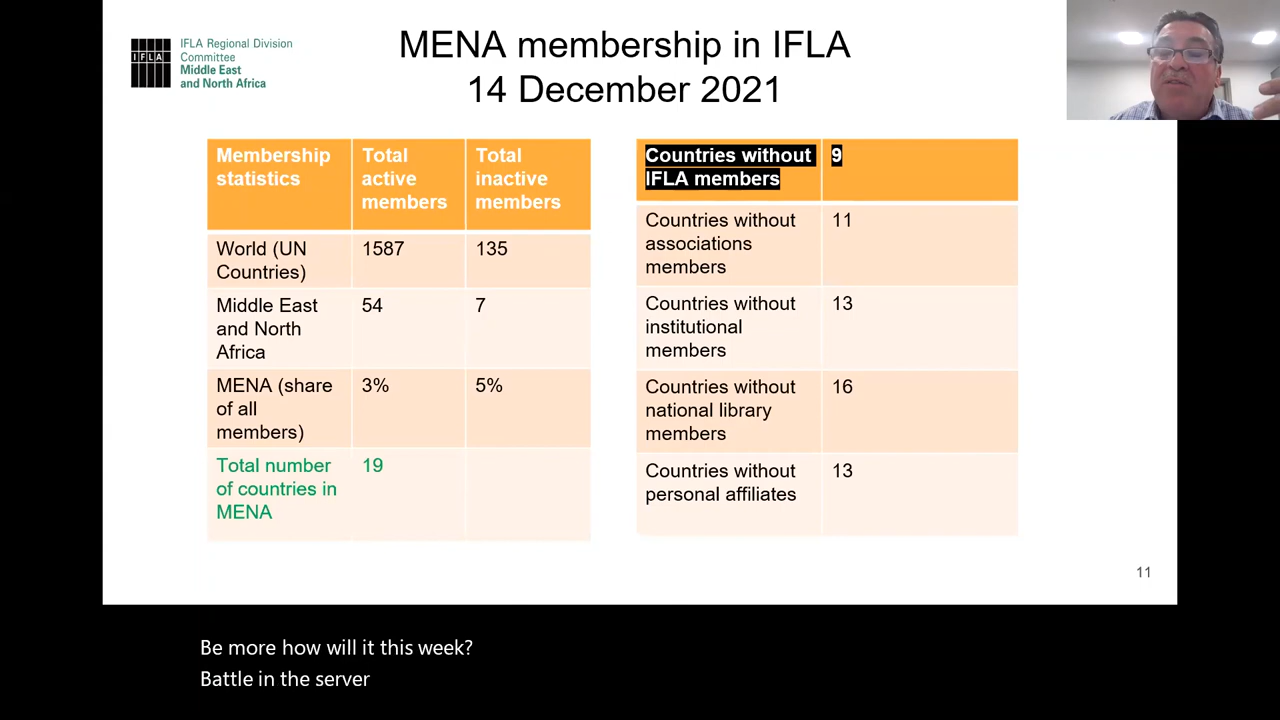 MENA membership in IFLA
14 December 2021
IFLA
IFLA Regional Division
Committee
Middle East
and North Africa
Membership
statistics
Total
active
members
Total
inactive
members
World (UN
Countries)
1587
135
Middle East
and North
Africa
54
7
MENA (share
of all
members)
3%
5%
Total number
of countries in
MENA
19
Countries without
IFLA members
9
Countries without
associations
members
11
Countries without
institutional
members
13
Countries without
national library
members
16
Countries without
personal affiliates
13
11
Be more how will it this week?
Battle in the server